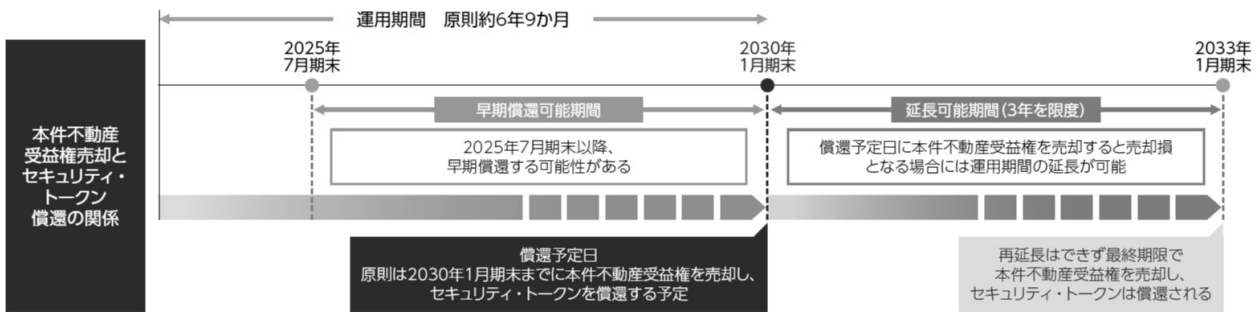 運用期間　原則約6年9か月
2025年
7月期末
2030年
1月期末
2033年
1月期末
本件不動産
受益権売却と
セキュリティ・
トークン
償還の関係
早期償還可能期間
延長可能期間（3年を限度）
2025年7月期末以降、
早期償還する可能性がある
償還予定日に本件不動産受益権を売却すると売却損
となる場合には運用期間の延長が可能
償還予定日
原則は2030年1月期末までに本件不動産受益権を売却し、
セキュリティ・トークンを償還する予定
再延長はできず最終期限で
本件不動産受益権を売却し、
セキュリティ・トークンは償還される